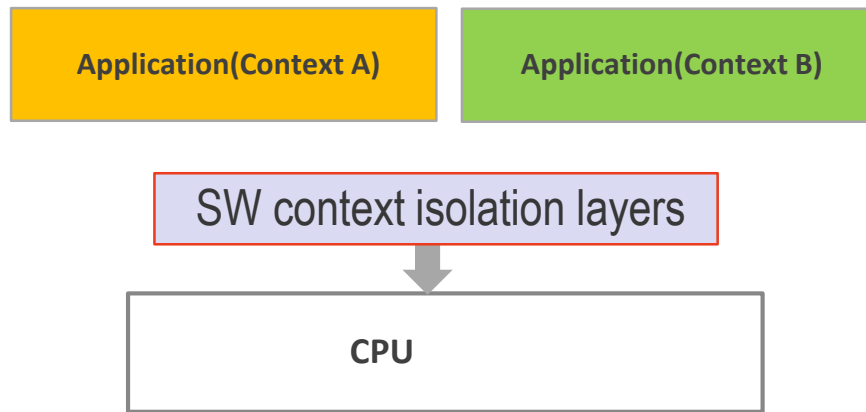 Application(Context A)
Application(Context B)
SW context isolation layers
CPU